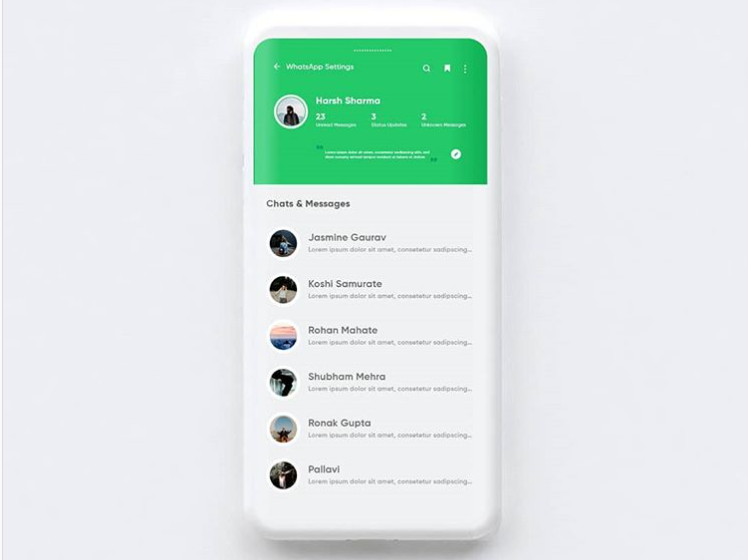 WhatsApp Settings
Harsh Sharma
23 3 2
Unread Messages Status Updates Unknown Messages
Lorem ipsum dolor sit amet, consetetur sadipscing elitr, sed
diam nonumy eirmod tempor invidunt ut labore et dolore.
Chats & Messages
Jasmine Gaurav
Lorem ipsum dolor sit amet, consetetur sadipscing...
Koshi Samurate
Lorem ipsum dolor sit amet, consetetur sadipscing...
Rohan Mahate
Lorem ipsum dolor sit amet, consetetur sadipscing...
Shubham Mehra
Lorem ipsum dolor sit amet, consetetur sadipscing...
Ronak Gupta
Lorem ipsum dolor sit amet, consetetur sadipscing...
Pallavi
Lorem ipsum dolor sit amet, consetetur sadipscing...